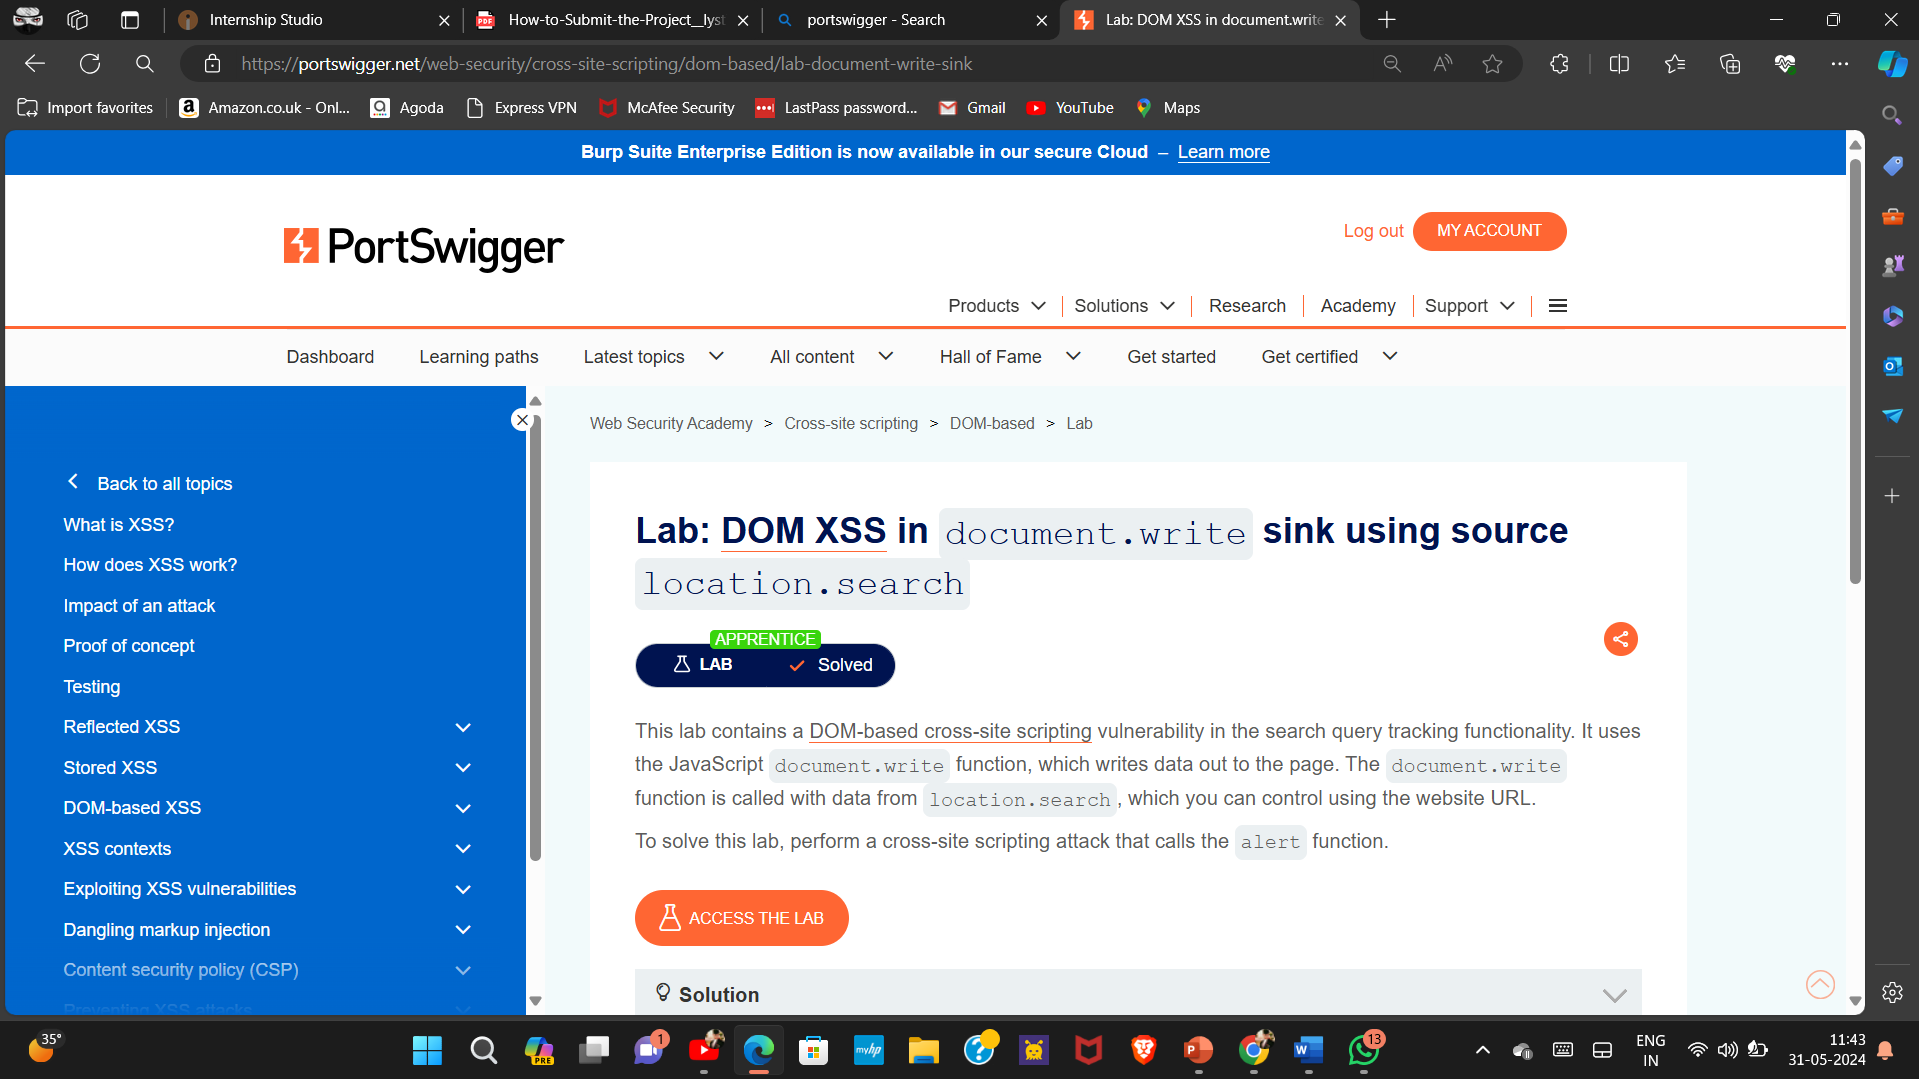 Internship Studio
How-to-Submit-the-Project__lyst
portswigger - Search
Lab: DOM XSS in document.write
https://portswigger.net/web-security/cross-site-scripting/dom-based/lab-document-write-sink
Import favorites
Amazon.co.uk - Onl...
Agoda
Express VPN
McAfee Security
LastPass password...
Gmail
YouTube
Maps
Burp Suite Enterprise Edition is now available in our secure Cloud – Learn more
PortSwigger
Log out
MY ACCOUNT
Products
Solutions
Research
Academy
Support
Dashboard
Learning paths
Latest topics
All content
Hall of Fame
Get started
Get certified
Back to all topics
What is XSS?
How does XSS work?
Impact of an attack
Proof of concept
Testing
Reflected XSS
Stored XSS
DOM-based XSS
XSS contexts
Exploiting XSS vulnerabilities
Dangling markup injection
Content security policy (CSP)
Preventing XSS attacks
Web Security Academy > Cross-site scripting > DOM-based > Lab
Lab: DOM XSS in document.write sink using source
location.search
APPRENTICE
LAB
Solved
This lab contains a DOM-based cross-site scripting vulnerability in the search query tracking functionality. It uses
the JavaScript document.write function, which writes data out to the page. The document.write
function is called with data from location.search, which you can control using the website URL.
To solve this lab, perform a cross-site scripting attack that calls the alert function.
ACCESS THE LAB
Solution
35°
PRE
1
myhp
13
ENG
IN
11:43
31-05-2024